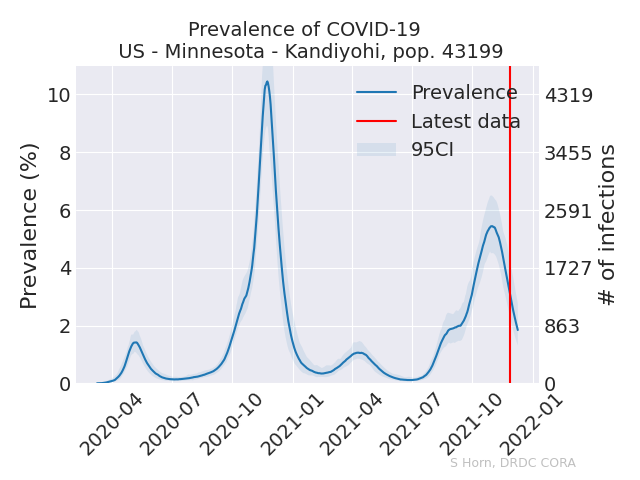 Prevalence of COVID-19
US - Minnesota - Kandiyohi, pop. 43199
Prevalence
Latest data
95CI
Prevalence (%)
10
8
6
4
2
0
4319
3455
2591
1727
863
0
# of infections
2020-04
2020-07
2020-10
2021-01
2021-04
2021-07
2021-10
2022-01
S Horn, DRDC CORA